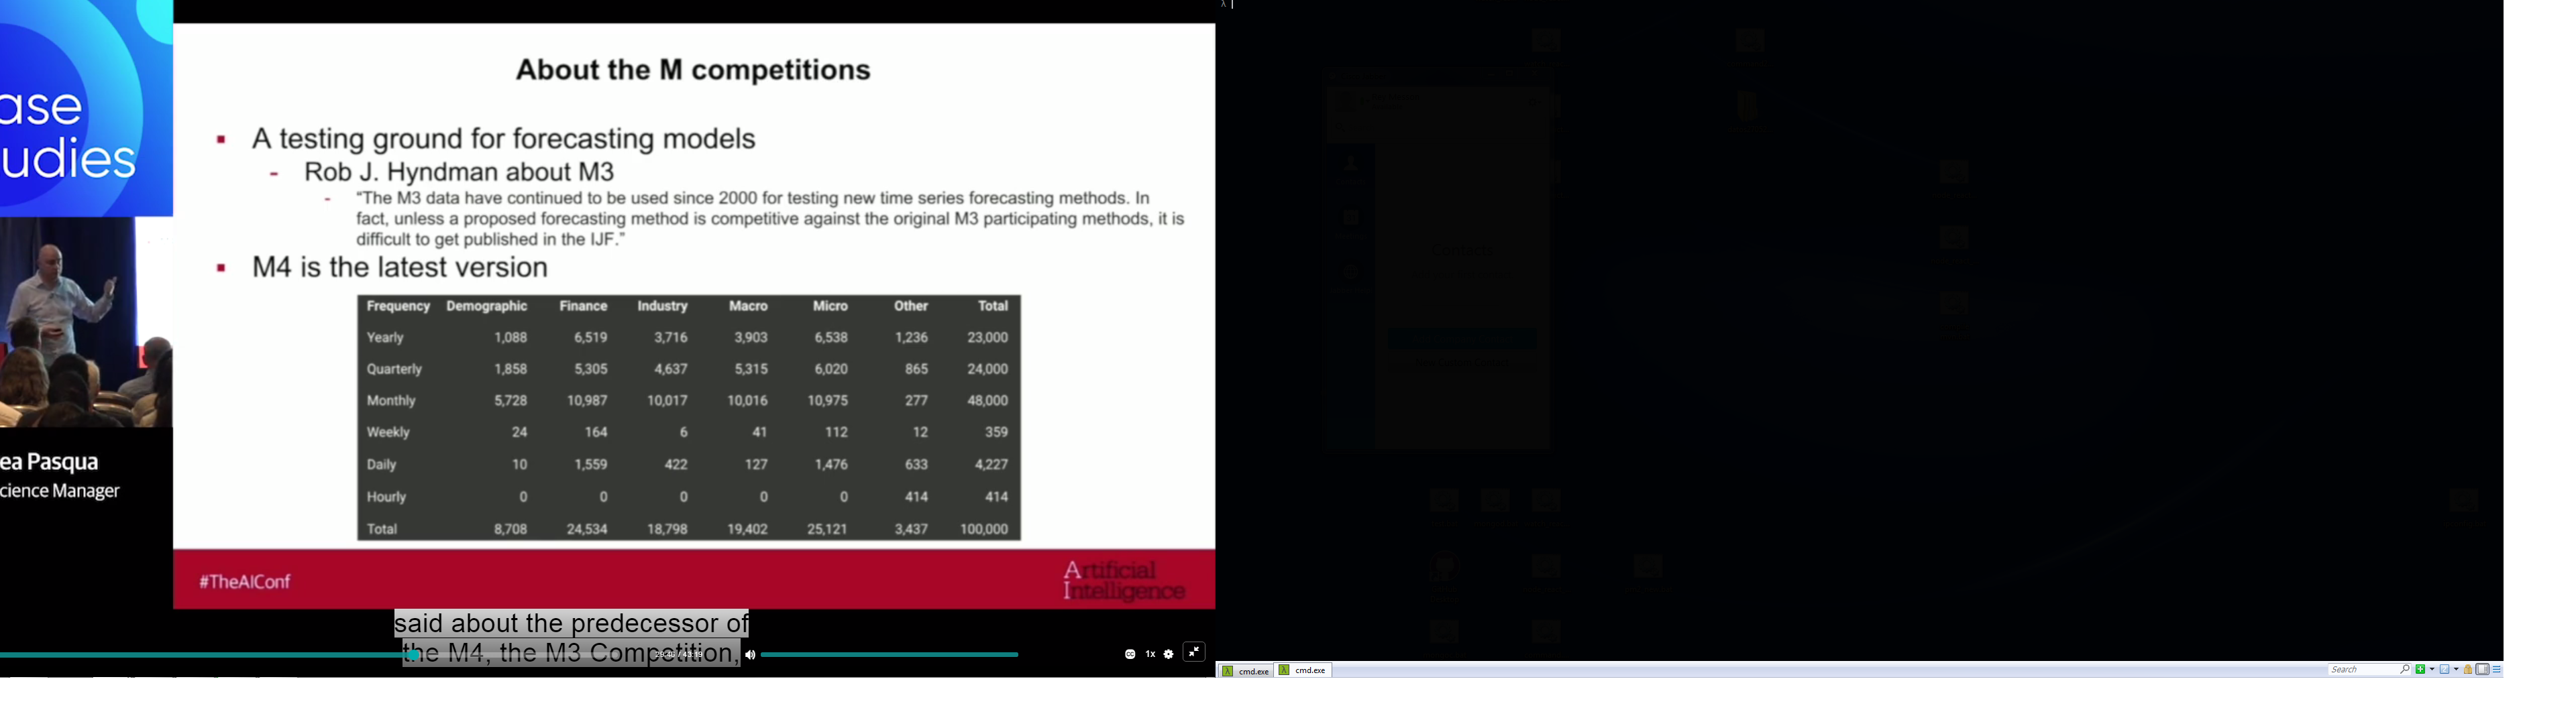 ase
udies
ea Pasqua
cience Manager
About the M competitions
▪ A testing ground for forecasting models
- Rob J. Hyndman about M3
- “The M3 data have continued to be used since 2000 for testing new time series forecasting methods. In
fact, unless a proposed forecasting method is competitive against the original M3 participating methods, it is
difficult to get published in the IJF.”
▪ M4 is the latest version
Frequency Demographic Finance Industry Macro Micro Other Total
Yearly 1,088 6,519 3,716 3,903 6,538 1,236 23,000
Quarterly 1,858 5,305 4,637 5,315 6,020 865 24,000
Monthly 5,728 10,987 10,017 10,016 10,975 277 48,000
Weekly 24 164 6 41 112 12 359
Daily 10 1,559 422 127 1,476 633 4,227
Hourly 0 0 0 0 0 414 414
Total 8,708 24,534 18,798 19,402 25,121 3,437 100,000
#TheAIConf
Artificial
Intelligence
said about the predecessor of
the M4, the M3 Competition,
1x
λ
Contacts
cmd.exe
cmd.exe
Search